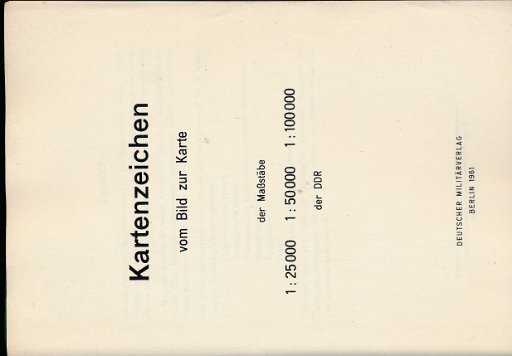 Kartenzeichen
vom Bild zur Karte
der Maßstäbe
1:25000 1:50000 1:100000
der DDR
DEUTSCHER MILITÄRVERLAG
BERLIN 1961